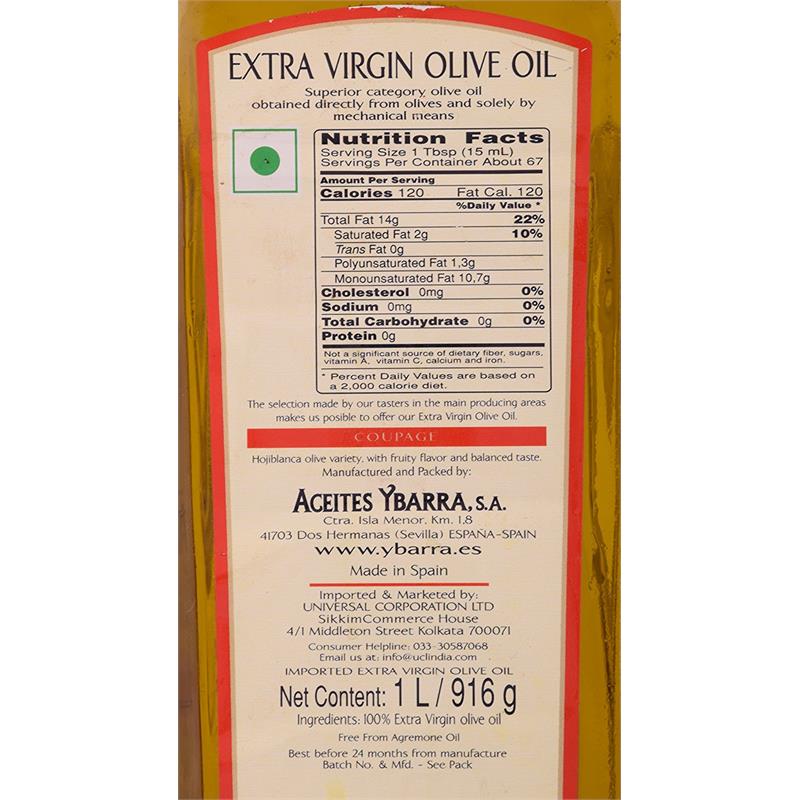 EXTRA VIRGIN OLIVE OIL
Superior category olive oil
obtained directly from olives and solely by
mechanical means
Nutrition Facts
Serving Size 1 Tbsp (15 mL)
Servings Per Container About 67
Amount Per Serving
Calories 120 Fat Cal. 120
%Daily Value *
Total Fat 14g 22%
Saturated Fat 2g 10%
Trans Fat 0g
Polyunsaturated Fat 1,3g
Monounsaturated Fat 10,7g
Cholesterol 0mg 0%
Sodium 0mg 0%
Total Carbohydrate 0g 0%
Protein 0g
Not a significant source of dietary fiber, sugars,
vitamin A, vitamin C, calcium and iron.
* Percent Daily Values are based on
a 2,000 calorie diet.
The selection made by our tasters in the main producing areas
makes us posible to offer our Extra Virgin Olive Oil.
COUPAGE
Hojiblanca olive variety, with fruity flavor and balanced taste.
Manufactured and Packed by:
ACEITES YBARRA, S.A.
Ctra. Isla Menor, Km. 1,8
41703 Dos Hermanas (Sevilla) ESPAÑA-SPAIN
www.ybarra.es
Made in Spain
Imported & Marketed by:
UNIVERSAL CORPORATION LTD
SikkimCommerce House
4/1 Middleton Street Kolkata 700071
Consumer Helpline: 033-30587068
Email us at: info@uclindia.com
IMPORTED EXTRA VIRGIN OLIVE OIL
Net Content: 1 L / 916 g
Ingredients: 100% Extra Virgin olive oil
Free From Agremone Oil
Best before 24 months from manufacture
Batch No. & Mfd. - See Pack